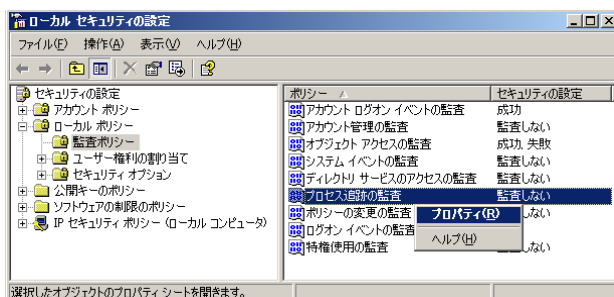 ローカル セキュリティの設定
ファイル(F) 操作(A) 表示(V) ヘルプ(H)
セキュリティの設定
アカウント ポリシー
ローカル ポリシー
監査ポリシー
ユーザー権利の割り当て
セキュリティ オプション
公開キーのポリシー
ソフトウェアの制限のポリシー
IP セキュリティ ポリシー (ローカル コンピュータ)
ポリシー セキュリティの設定
アカウント ログオン イベントの監査 成功
アカウント管理の監査 監査しない
オブジェクト アクセスの監査 成功, 失敗
システム イベントの監査 監査しない
ディレクトリ サービスのアクセスの監査 監査しない
プロセス追跡の監査 監査しない
ポリシーの変更の監査 ない
ログオン イベントの監査
特権使用の監査 ない
プロパティ(R)
ヘルプ(H)
選択したオブジェクトのプロパティ シートを開きます。